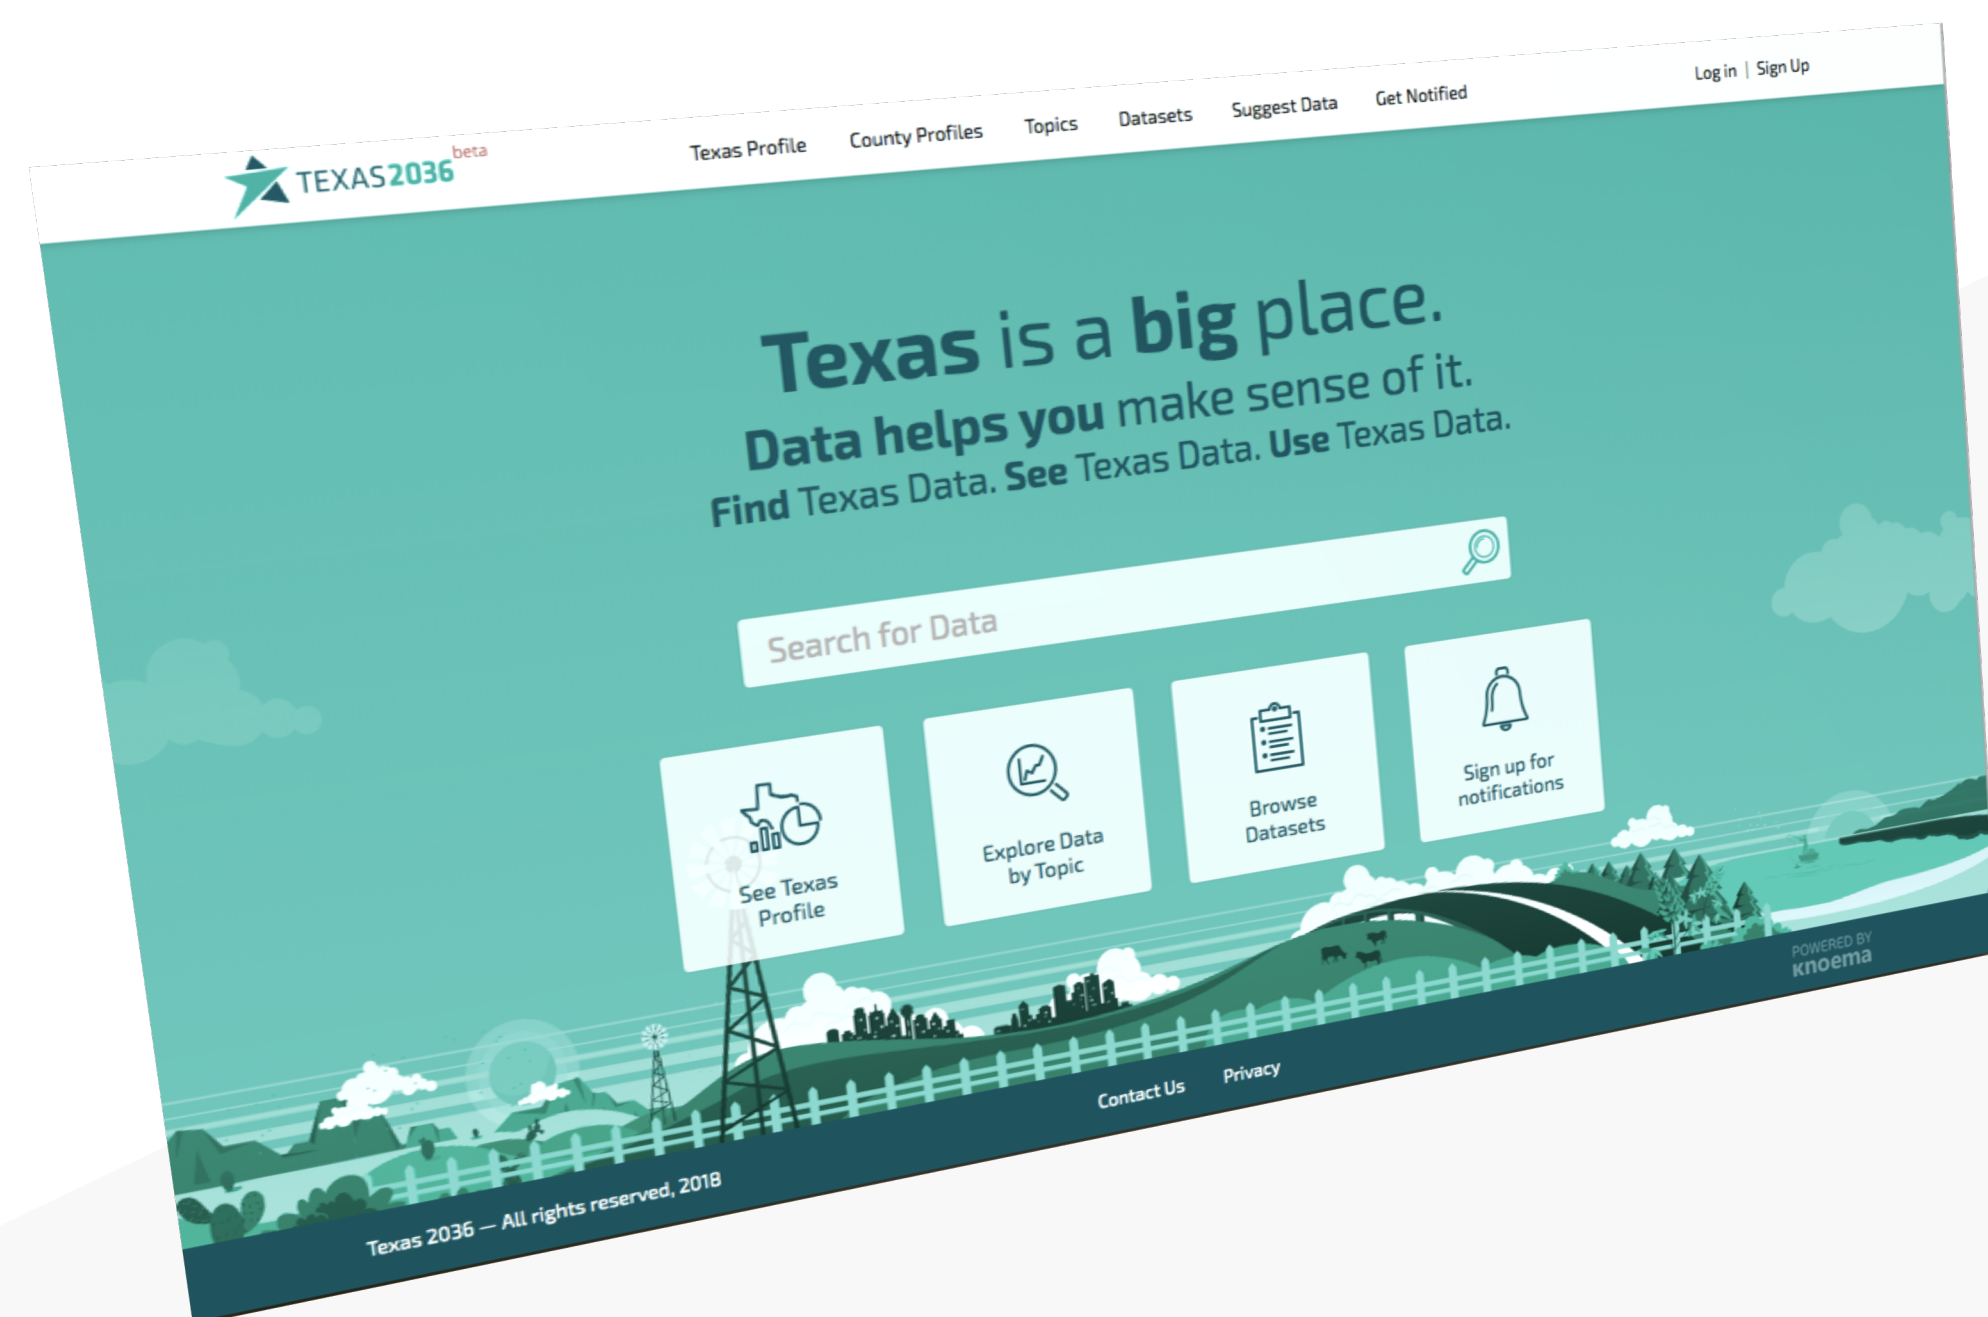 TEXAS2036 beta
Texas Profile
County Profiles
Topics
Datasets
Suggest Data
Get Notified
Log in | Sign Up
Texas is a big place.
Data helps you make sense of it.
Find Texas Data. See Texas Data. Use Texas Data.
Search for Data
See Texas
Profile
Explore Data
by Topic
Browse
Datasets
Sign up for
notifications
Texas 2036 — All rights reserved, 2018
Contact Us
Privacy
POWERED BY
knoema